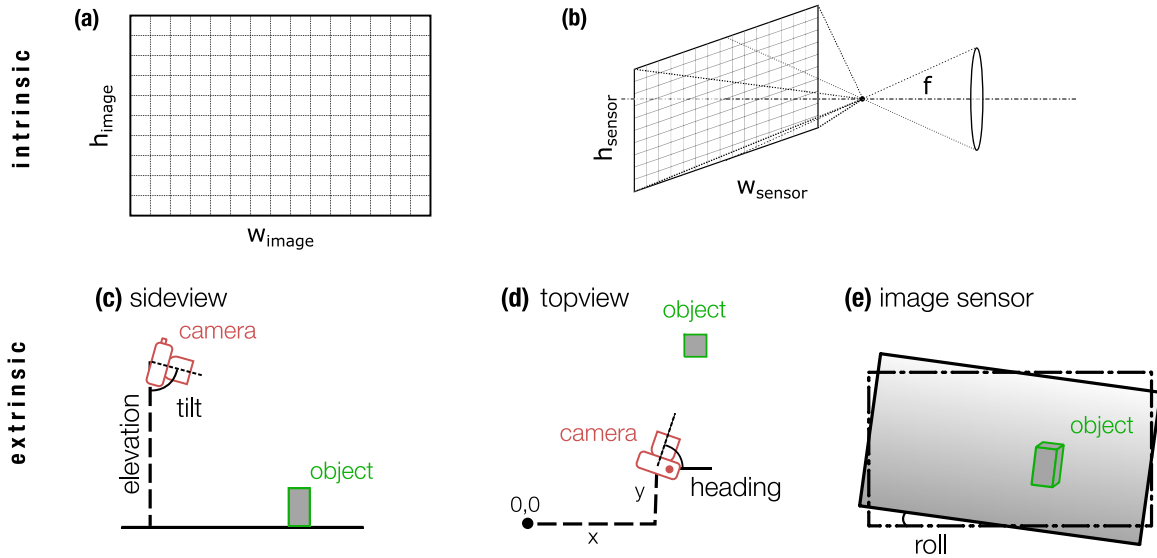 intrinsic
(a)
h_image
w_image
(b)
f
h_sensor
w_sensor
extrinsic
(c) sideview
camera
tilt
elevation
object
(d) topview
object
camera
heading
y
0,0
x
(e) image sensor
object
roll